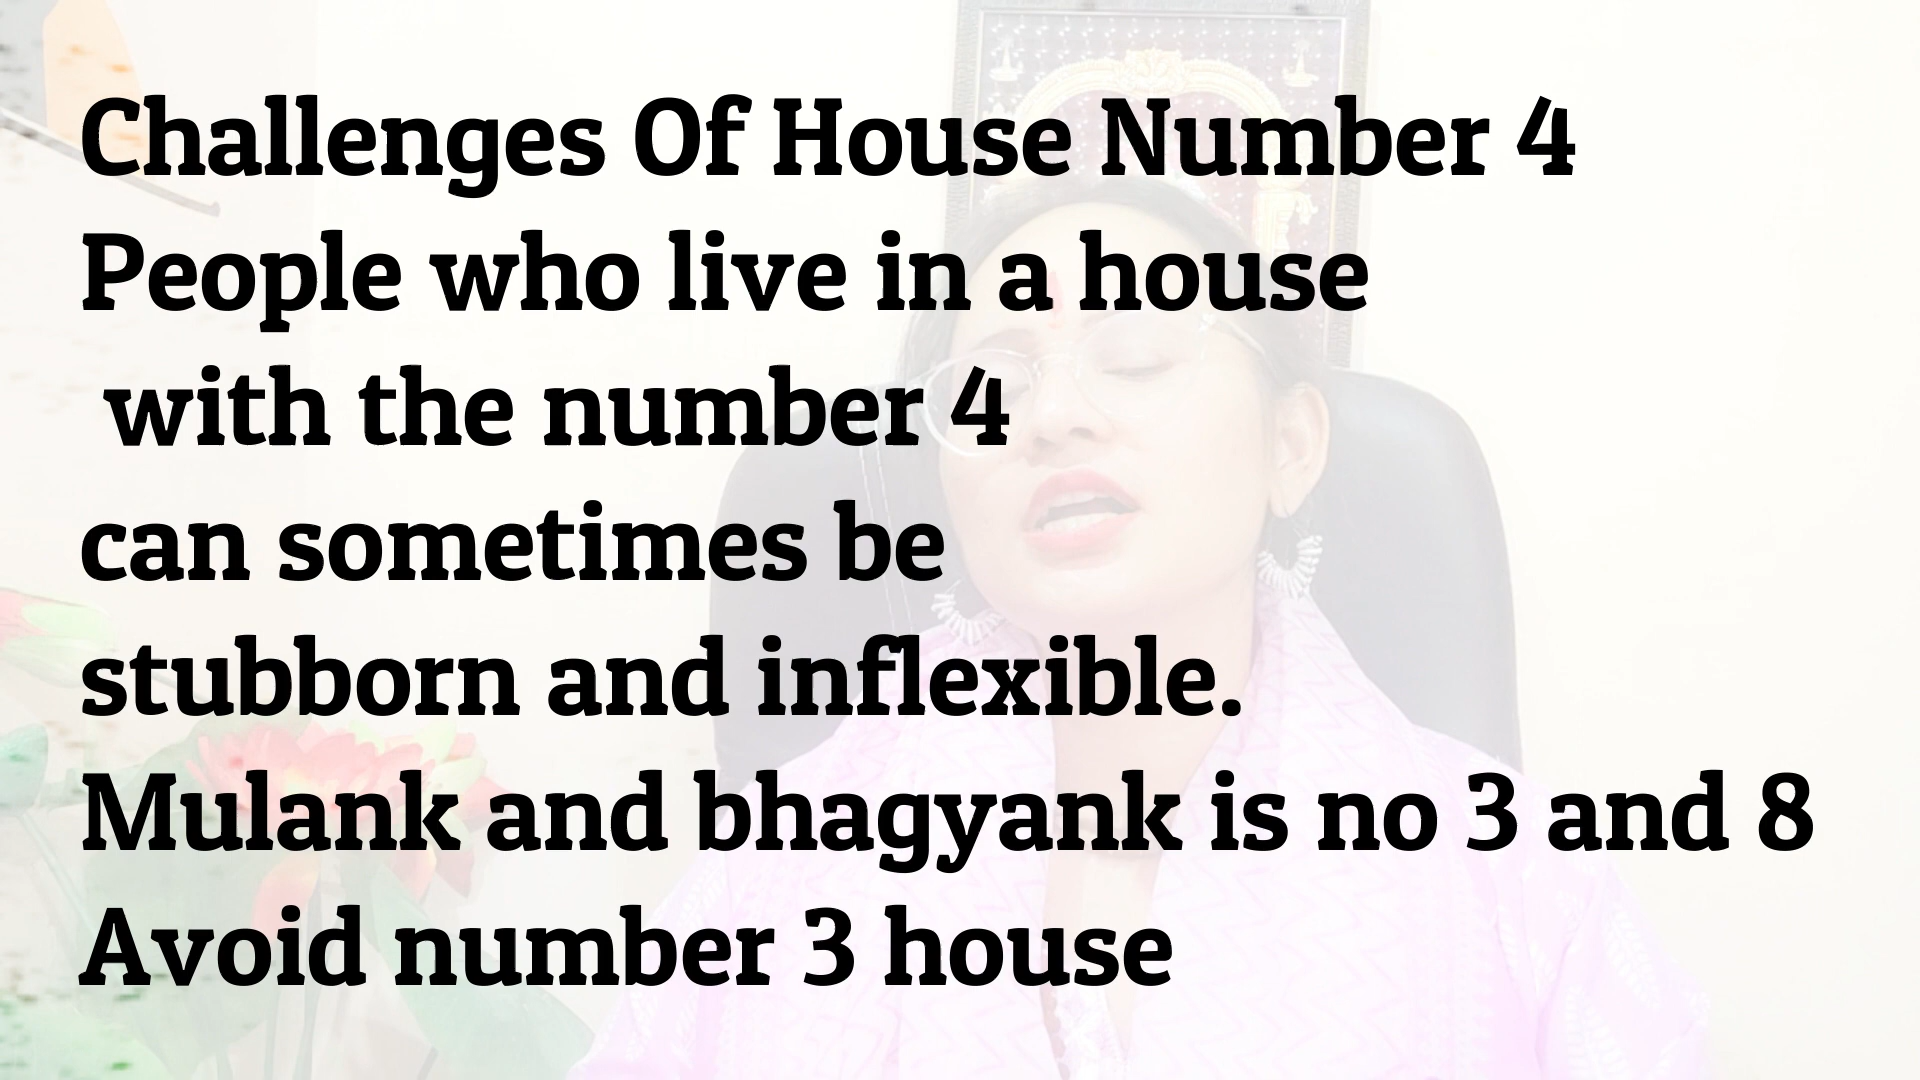 Challenges Of House Number 4
People who live in a house
with the number 4
can sometimes be
stubborn and inflexible.
Mulank and bhagyank is no 3 and 8
Avoid number 3 house